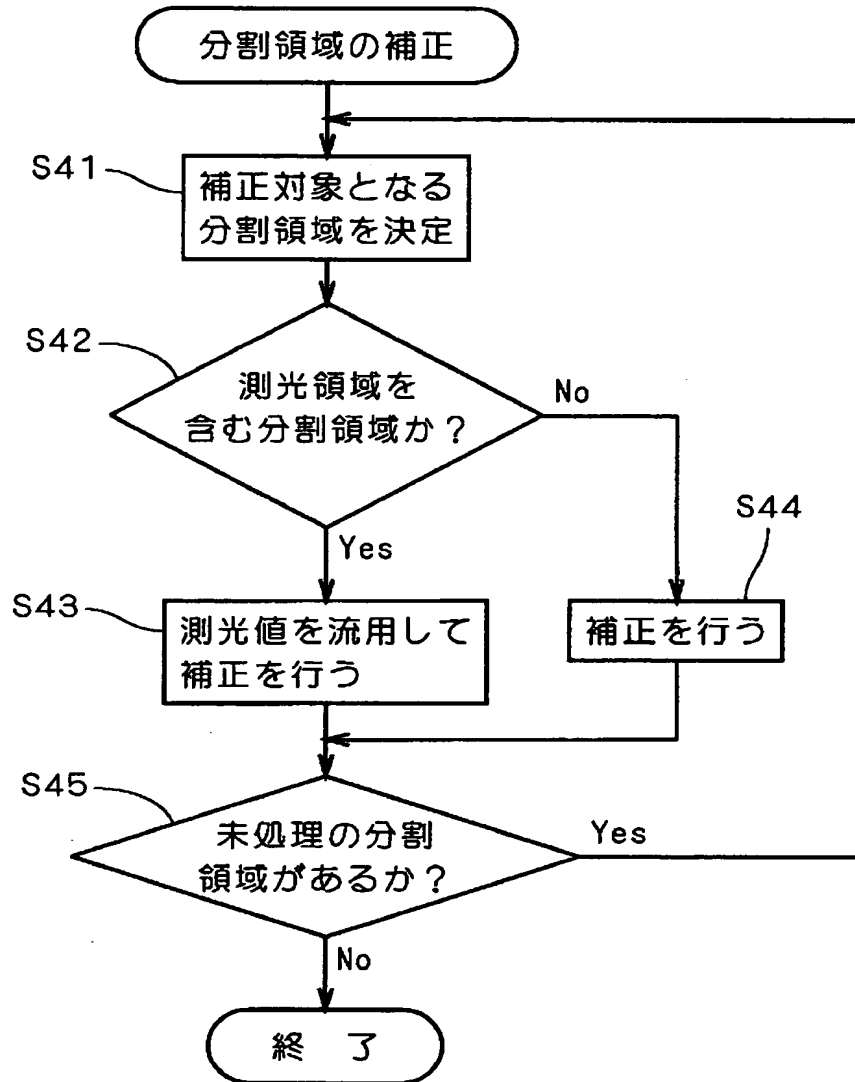 分割領域の補正
S41
補正対象となる
分割領域を決定
S42
測光領域を
含む分割領域か？
No
Yes
S43
測光値を流用して
補正を行う
S44
補正を行う
S45
未処理の分割
領域があるか？
Yes
No
終 了